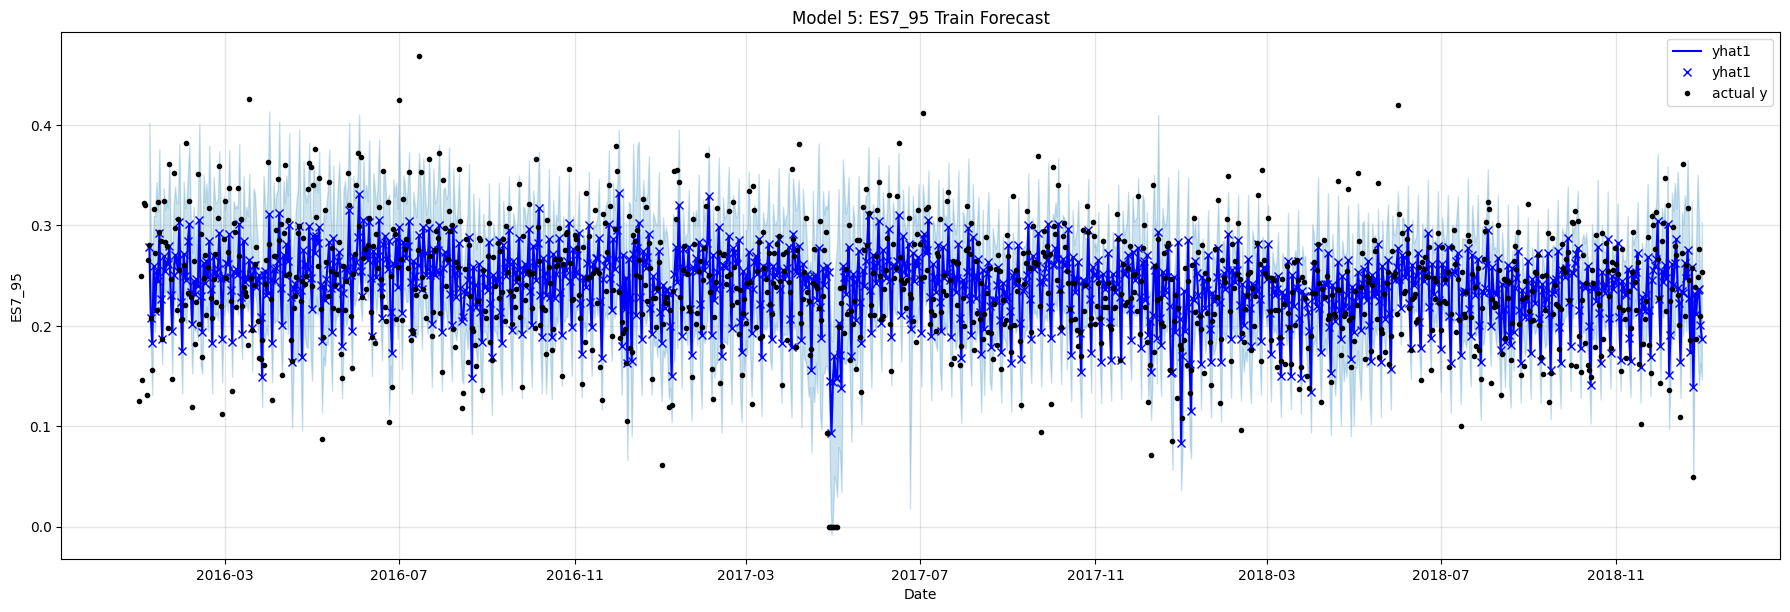 Model 5: ES7_95 Train Forecast
yhat1
yhat1
actual y
ES7_95
0.4
0.3
0.2
0.1
0.0
2016-03
2016-07
2016-11
2017-03
2017-07
2017-11
2018-03
2018-07
2018-11
Date